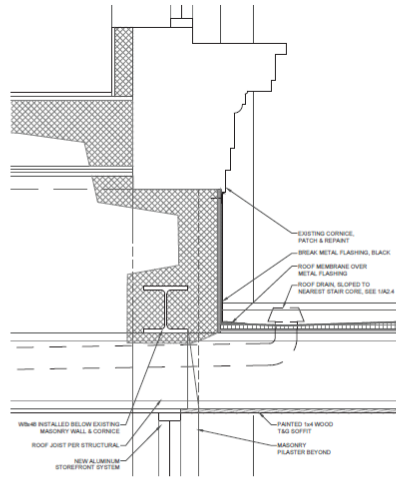 EXISTING CORNICE,
PATCH & REPAINT
BREAK METAL FLASHING, BLACK
ROOF MEMBRANE OVER
METAL FLASHING
ROOF DRAIN, SLOPED TO
NEAREST STAIR CORE, SEE 1/A2.4
W8x48 INSTALLED BELOW EXISTING
MASONRY WALL & CORNICE
ROOF JOIST PER STRUCTURAL
NEW ALUMINUM
STOREFRONT SYSTEM
PAINTED 1x4 WOOD
T&G SOFFIT
MASONRY
PILASTER BEYOND